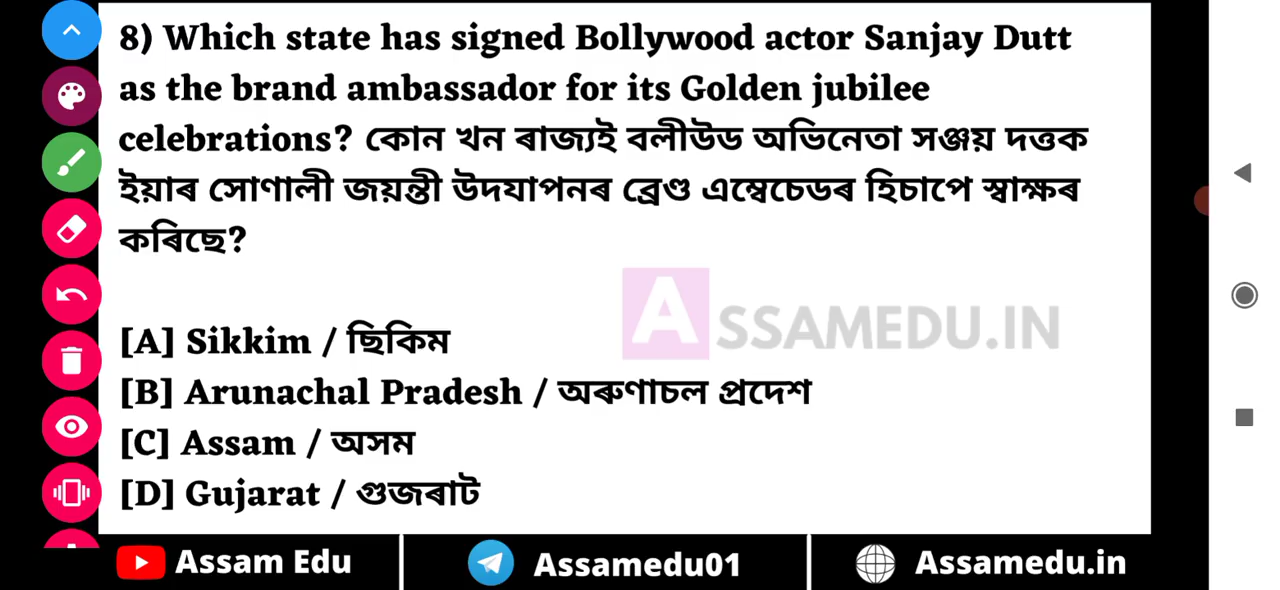 8) Which state has signed Bollywood actor Sanjay Dutt
as the brand ambassador for its Golden jubilee
celebrations? কোন খন ৰাজ্যই বলীউড অভিনেতা সঞ্জয় দত্তক
ইয়াৰ সোণালী জয়ন্তী উদযাপনৰ ব্ৰেণ্ড এম্বেচেডৰ হিচাপে স্বাক্ষৰ
কৰিছে?
ASSAMEDU.IN
[A] Sikkim / ছিকিম
[B] Arunachal Pradesh / অৰুণাচল প্ৰদেশ
[C] Assam / অসম
[D] Gujarat / গুজৰাট
Assam Edu
Assamedu01
Assamedu.in